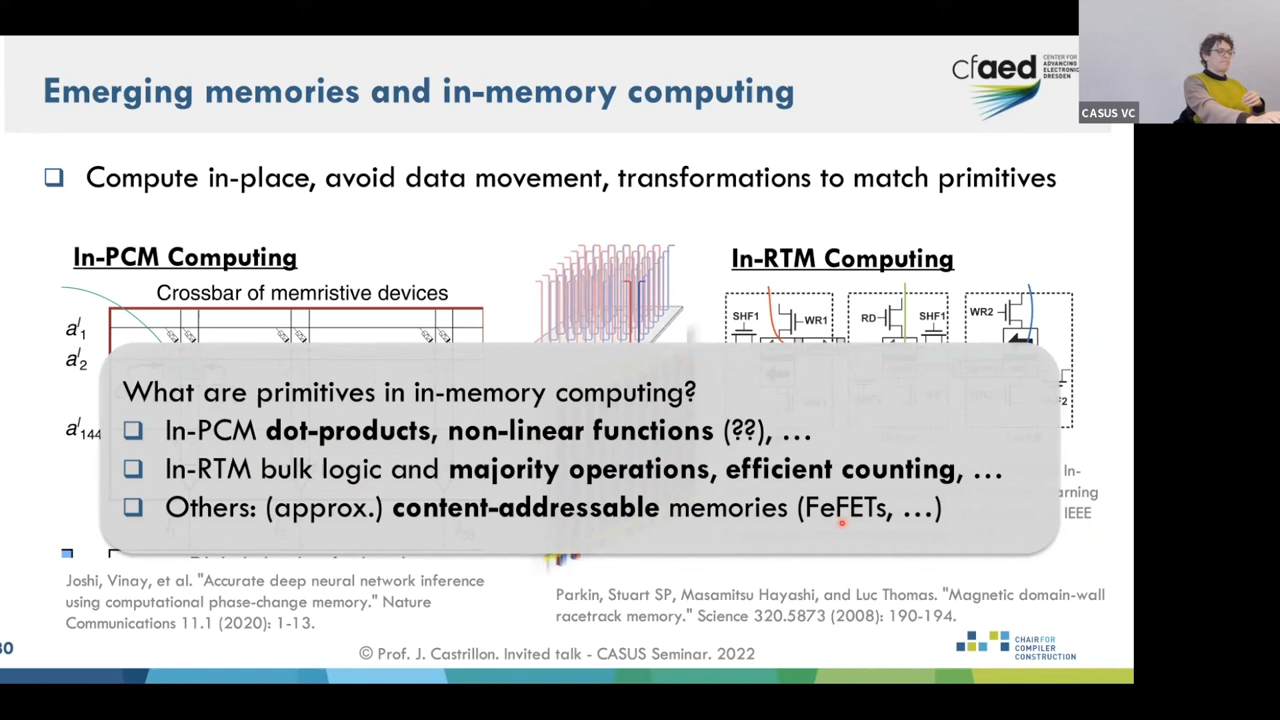 Emerging memories and in-memory computing
cfaed
CENTER FOR
ADVANCING
ELECTRONIC
DRESDEN
CASUS VC
❑ Compute in-place, avoid data movement, transformations to match primitives
In-PCM Computing
In-RTM Computing
Crossbar of memristive devices
SHF1
WR1
RD
SHF1
WR2
a¹1
a¹2
a¹144
What are primitives in in-memory computing?
❑ In-PCM dot-products, non-linear functions (??), …
❑ In-RTM bulk logic and majority operations, efficient counting, …
❑ Others: (approx.) content-addressable memories (FeFETs, …)
In-
IEEE
Joshi, Vinay, et al. "Accurate deep neural network inference
using computational phase-change memory." Nature
Communications 11.1 (2020): 1-13.
Parkin, Stuart SP, Masamitsu Hayashi, and Luc Thomas. "Magnetic domain-wall
racetrack memory." Science 320.5873 (2008): 190-194.
© Prof. J. Castrillon. Invited talk - CASUS Seminar. 2022
CHAIR FOR
COMPILER
CONSTRUCTION